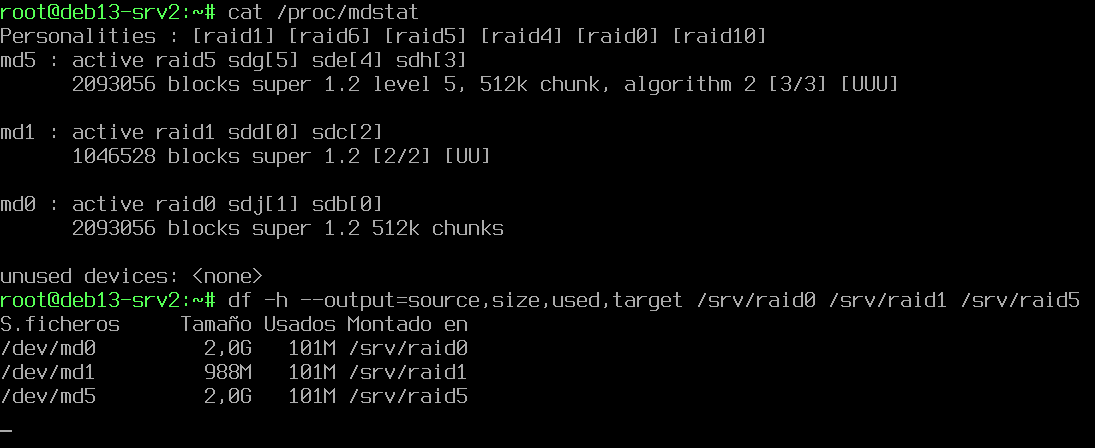 root@deb13-srv2:~# cat /proc/mdstat
Personalities : [raid1] [raid6] [raid5] [raid4] [raid0] [raid10]
md5 : active raid5 sdg[5] sde[4] sdh[3]
      2093056 blocks super 1.2 level 5, 512k chunk, algorithm 2 [3/3] [UUU]

md1 : active raid1 sdd[0] sdc[2]
      1046528 blocks super 1.2 [2/2] [UU]

md0 : active raid0 sdj[1] sdb[0]
      2093056 blocks super 1.2 512k chunks

unused devices: <none>
root@deb13-srv2:~# df -h --output=source,size,used,target /srv/raid0 /srv/raid1 /srv/raid5
S.ficheros     Tamaño Usados Montado en
/dev/md0         2,0G   101M /srv/raid0
/dev/md1         988M   101M /srv/raid1
/dev/md5         2,0G   101M /srv/raid5
_